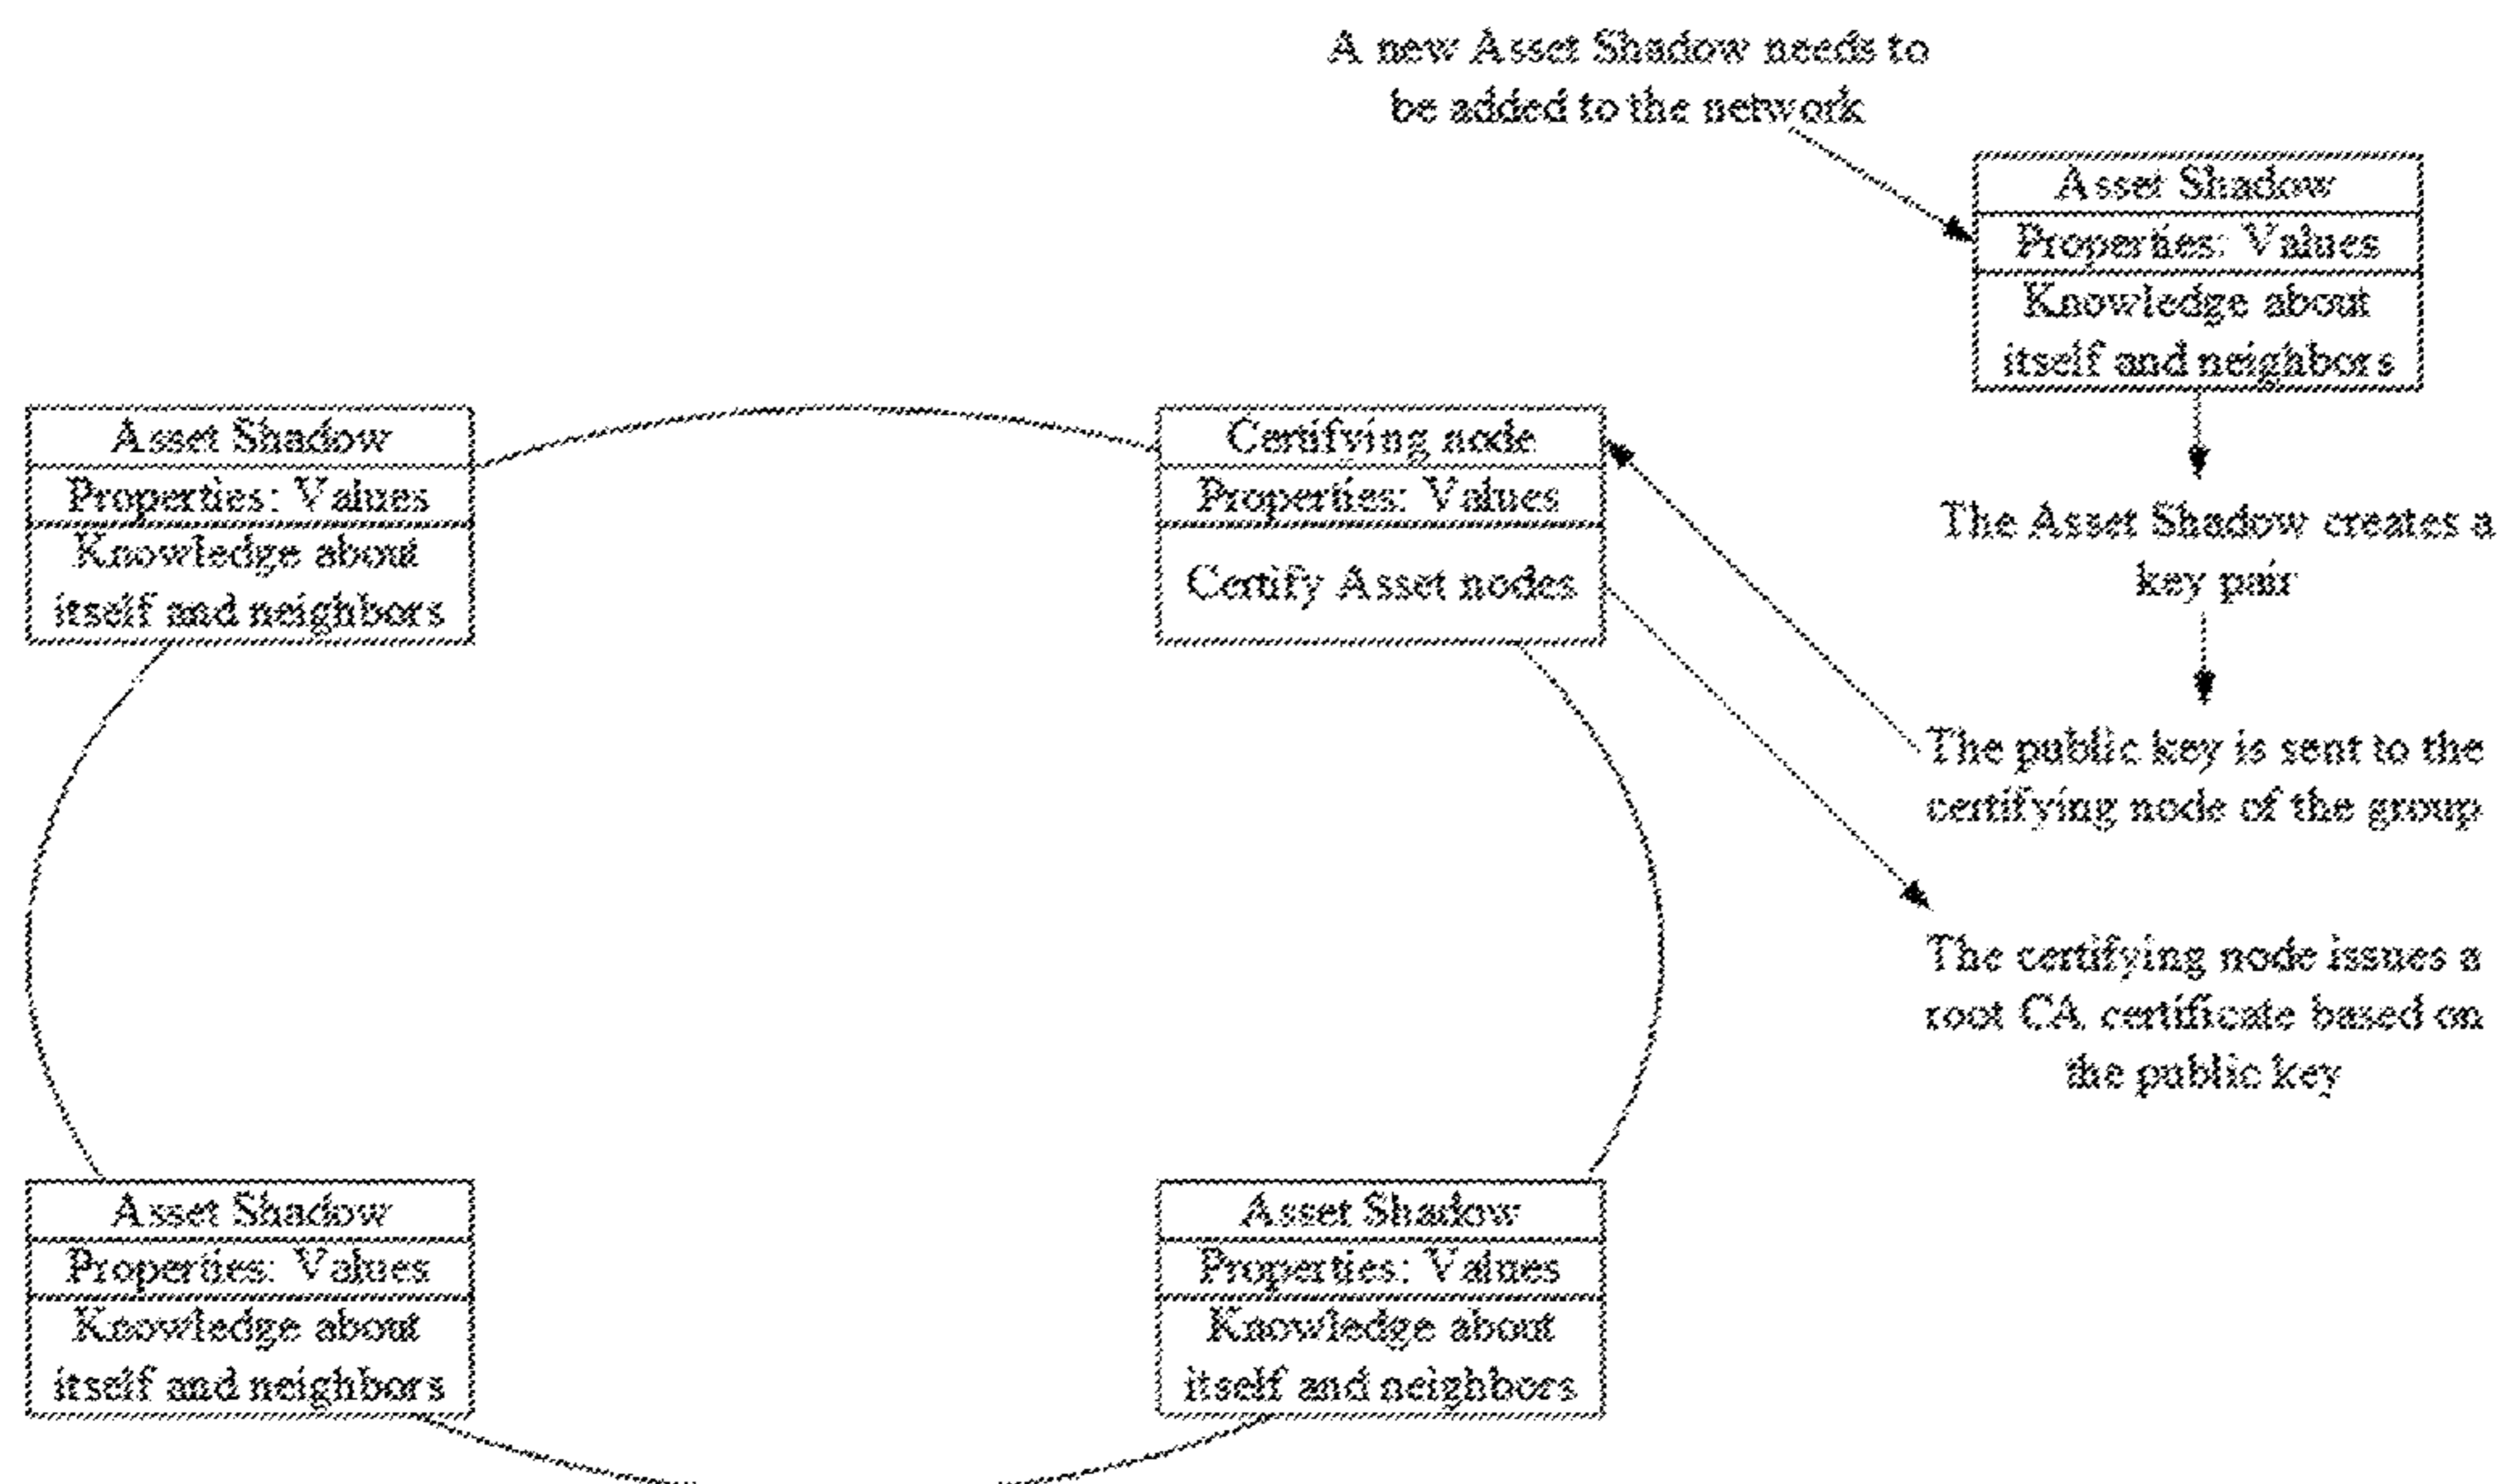 A new Asset Shadow needs to
be added to the network
Asset Shadow
Properties: Values
Knowledge about
itself and neighbors
Asset Shadow
Properties: Values
Knowledge about
itself and neighbors
Certifying node
Properties: Values
Certify Asset nodes
The Asset Shadow creates a
key pair
The public key is sent to the
certifying node of the group
The certifying node issues a
root CA certificate based on
the public key
Asset Shadow
Properties: Values
Knowledge about
itself and neighbors
Asset Shadow
Properties: Values
Knowledge about
itself and neighbors